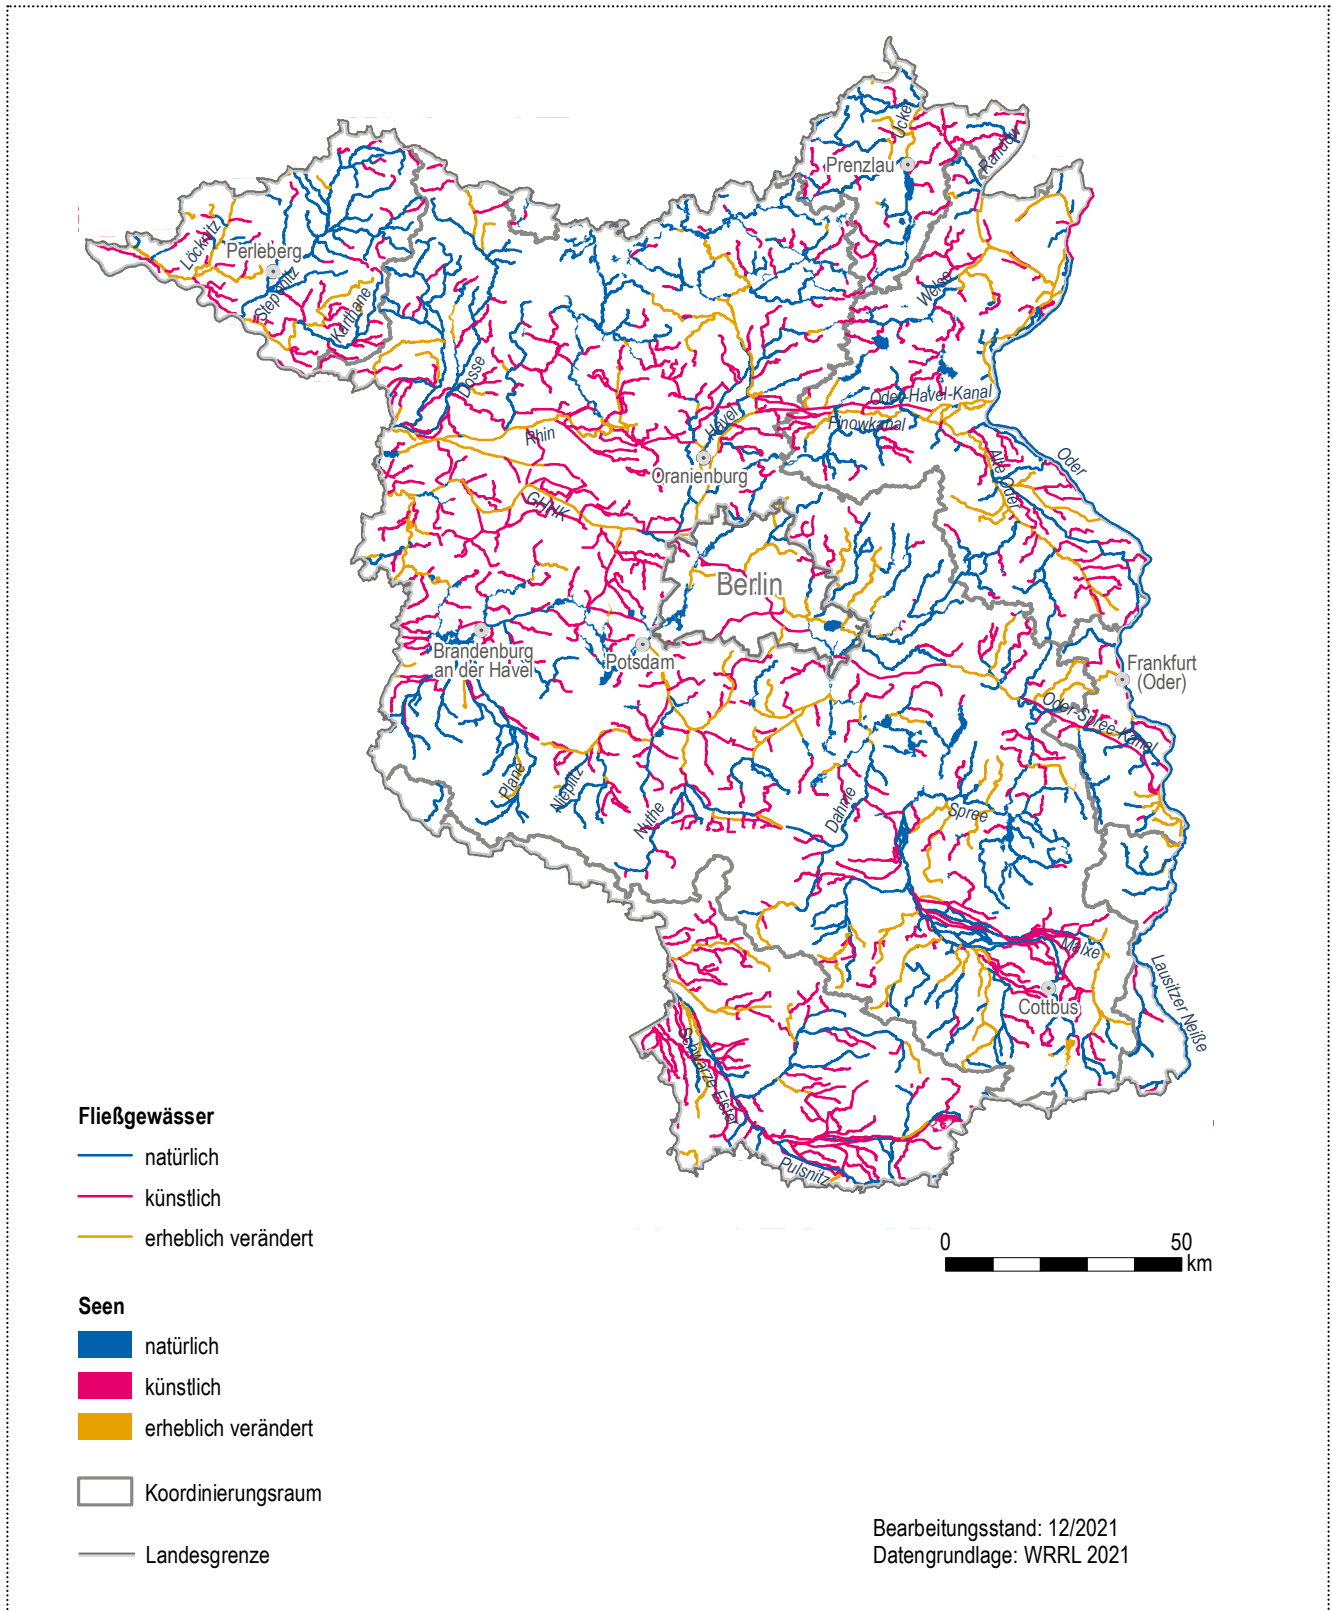 Ucker
Prenzlau
Randow
Löcknitz
Perleberg
Stepenitz
Karthane
Welse
Dosse
Oder-Havel-Kanal
Finowkanal
Havel
Rhin
Oranienburg
Oder
Alte Oder
GHHK
Berlin
Brandenburg
an der Havel
Potsdam
Frankfurt
(Oder)
Oder-Spree-Kanal
Plane
Nieplitz
Nuthe
Dahme
Spree
Malxe
Cottbus
Lausitzer Neiße
Schwarze Elster
Pulsnitz
Fließgewässer
natürlich
künstlich
erheblich verändert
0 50
km
Seen
natürlich
künstlich
erheblich verändert
Koordinierungsraum
Landesgrenze
Bearbeitungsstand: 12/2021
Datengrundlage: WRRL 2021